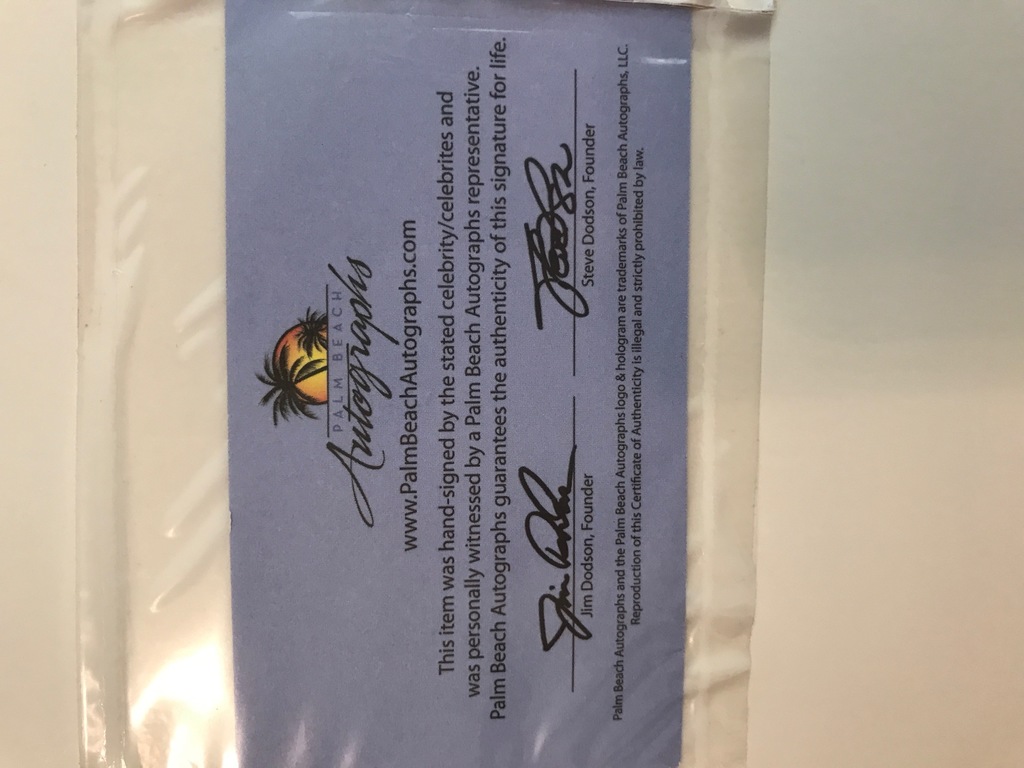 PALM BEACH
Autographs
www.PalmBeachAutographs.com
This item was hand-signed by the stated celebrity/celebrites and
was personally witnessed by a Palm Beach Autographs representative.
Palm Beach Autographs guarantees the authenticity of this signature for life.
Jim Dodson, Founder
Steve Dodson, Founder
Palm Beach Autographs and the Palm Beach Autographs logo & hologram are trademarks of Palm Beach Autographs, LLC.
Reproduction of this Certificate of Authenticity is illegal and strictly prohibited by law.